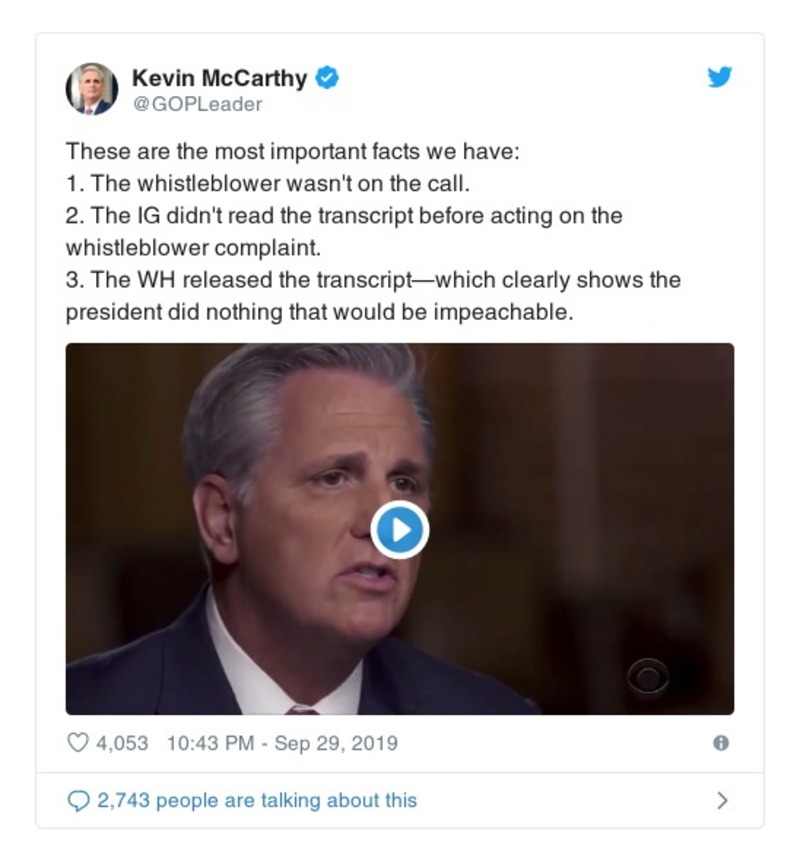 Kevin McCarthy
@GOPLeader
These are the most important facts we have:
1. The whistleblower wasn't on the call.
2. The IG didn't read the transcript before acting on the
whistleblower complaint.
3. The WH released the transcript—which clearly shows the
president did nothing that would be impeachable.
4,053 10:43 PM - Sep 29, 2019
2,743 people are talking about this